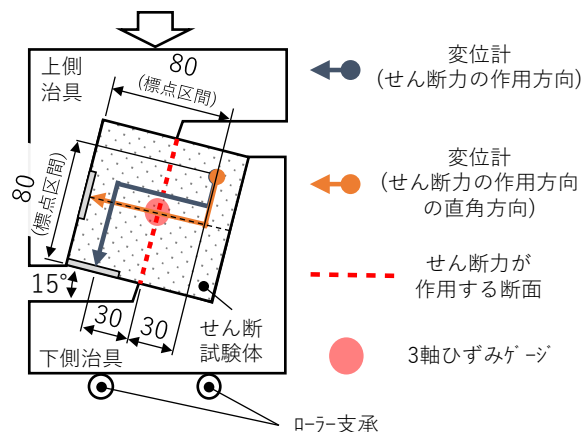 上側
治具
80
(標点区間)
80
(標点区間)
15°
30
30
せん断
試験体
下側治具
ﾛｰﾗｰ支承
変位計
(せん断力の作用方向)
変位計
(せん断力の作用方向
の直角方向)
せん断力が
作用する断面
3軸ひずみｹﾞｰｼﾞ